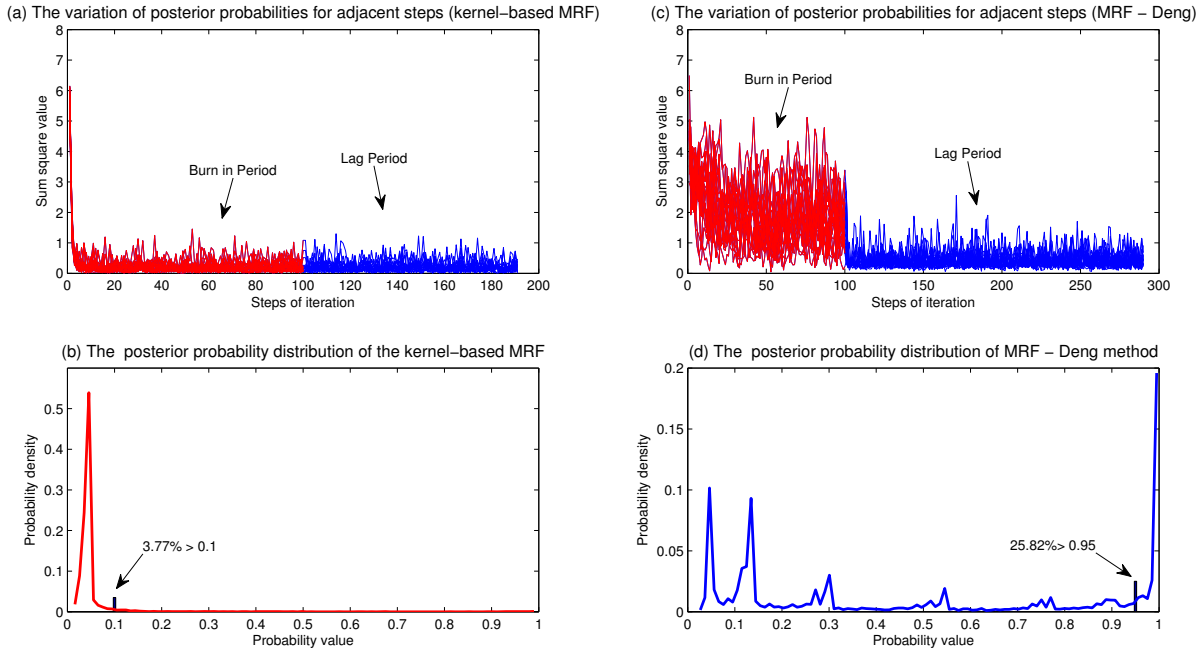 (a) The variation of posterior probabilities for adjacent steps (kernel−based MRF)
8
7
6
5
4
3
2
1
0
Sum square value
Burn in Period
Lag Period
0 20 40 60 80 100 120 140 160 180 200
Steps of iteration
(c) The variation of posterior probabilities for adjacent steps (MRF − Deng)
8
7
6
5
4
3
2
1
0
Sum square value
Burn in Period
Lag Period
0 50 100 150 200 250 300
Steps of iteration
(b) The posterior probability distribution of the kernel−based MRF
0.5
0.4
0.3
0.2
0.1
0
Probability density
3.77% > 0.1
0 0.1 0.2 0.3 0.4 0.5 0.6 0.7 0.8 0.9 1
Probability value
(d) The posterior probability distribution of MRF − Deng method
0.2
0.15
0.1
0.05
0
Probability density
25.82%> 0.95
0 0.1 0.2 0.3 0.4 0.5 0.6 0.7 0.8 0.9 1
Probability value